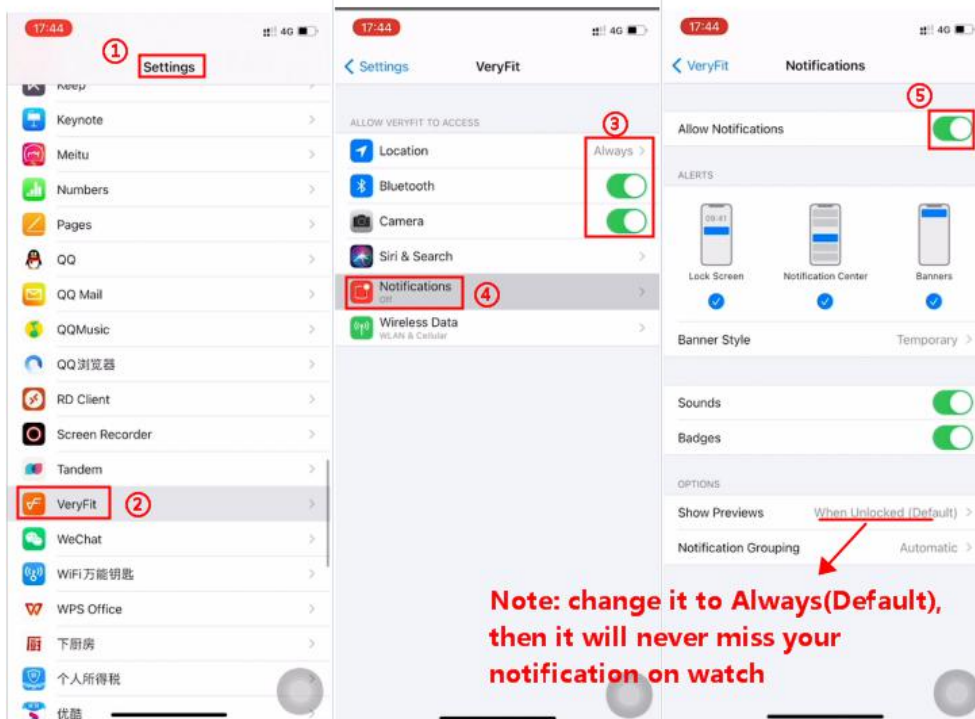 17:44
4G
①
Settings
Keep
Keynote
Meitu
Numbers
Pages
QQ
QQ Mail
QQMusic
QQ浏览器
RD Client
Screen Recorder
Tandem
VeryFit
②
WeChat
WiFi万能钥匙
WPS Office
下厨房
个人所得税
优酷
17:44
4G
Settings
VeryFit
ALLOW VERYFIT TO ACCESS
③
Location
Always
Bluetooth
Camera
Siri & Search
Notifications
Off
④
Wireless Data
WLAN & Cellular
17:44
4G
VeryFit
Notifications
⑤
Allow Notifications
ALERTS
09:41
Lock Screen
Notification Center
Banners
Banner Style
Temporary
Sounds
Badges
OPTIONS
Show Previews
When Unlocked (Default)
Notification Grouping
Automatic
Note: change it to Always(Default),
then it will never miss your
notification on watch